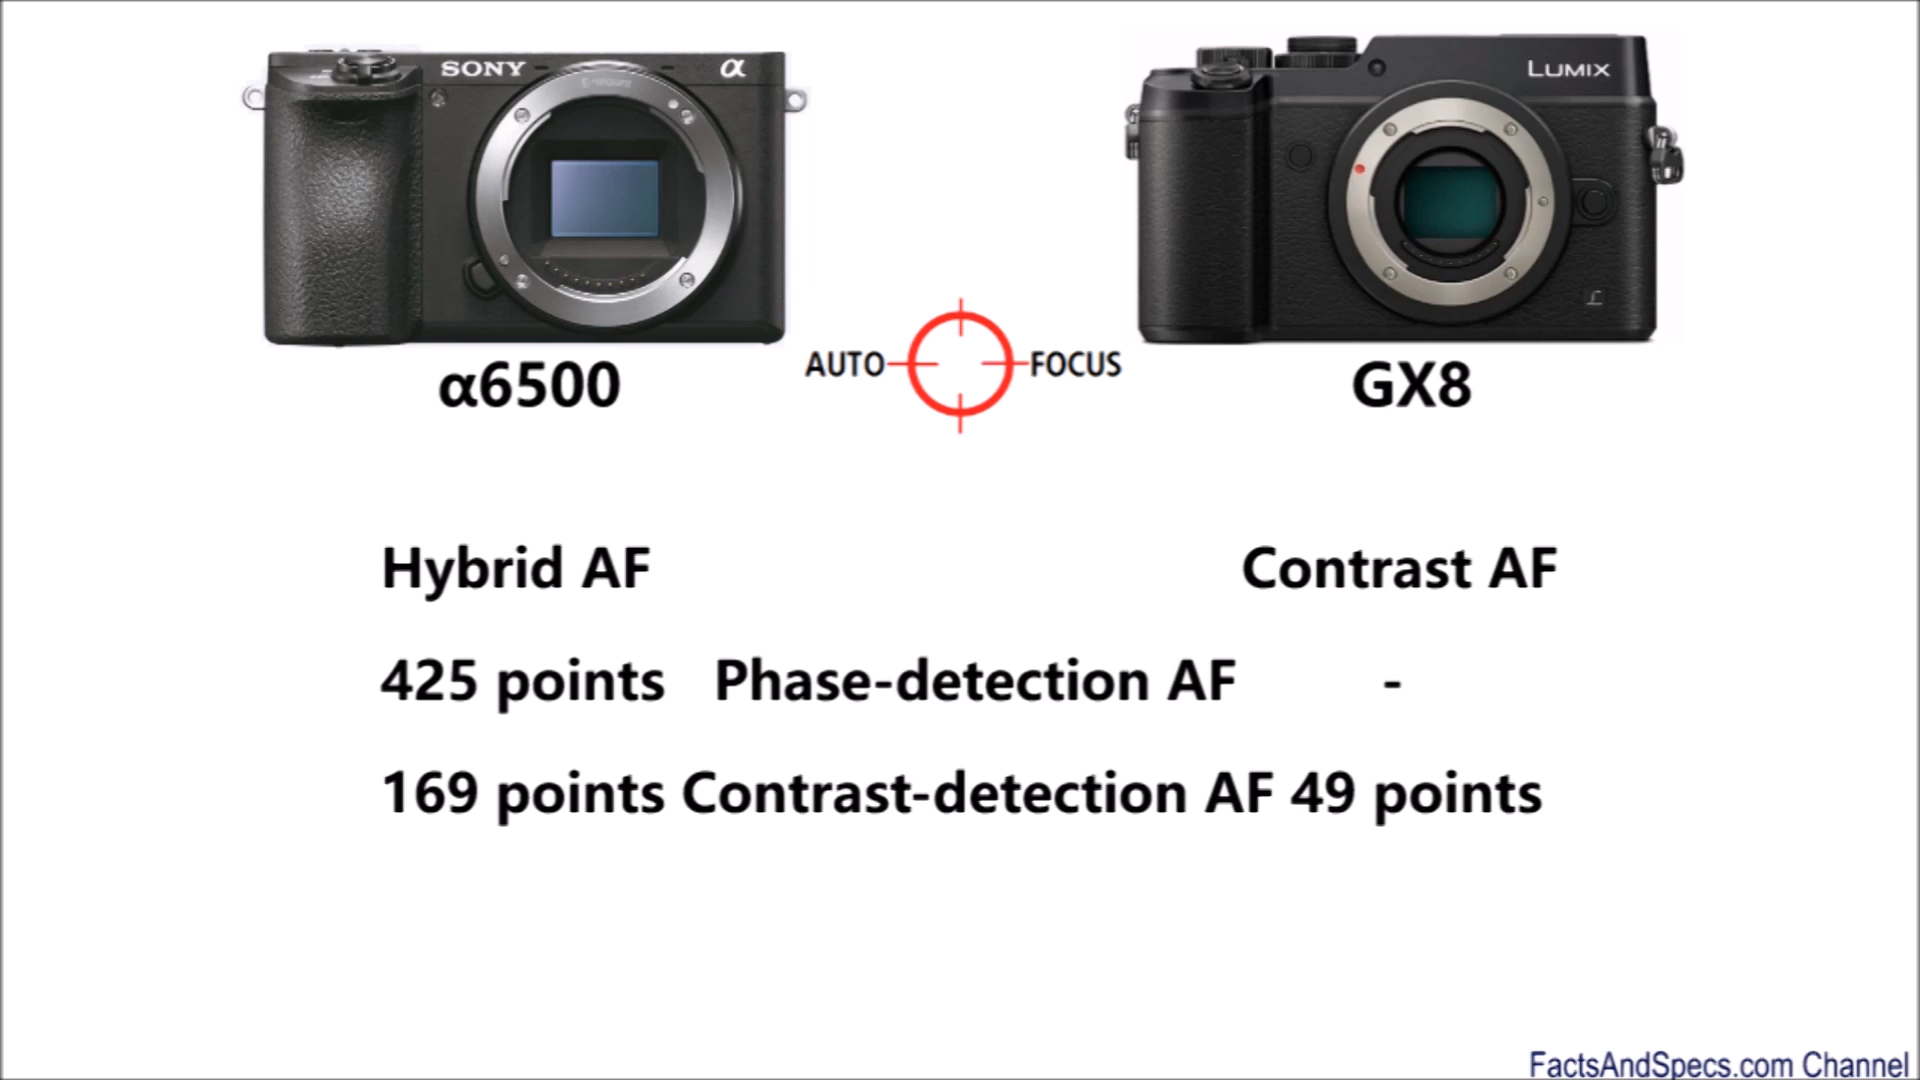 SONY α
LUMIX
α6500
AUTO FOCUS
GX8
Hybrid AF Contrast AF
425 points Phase-detection AF -
169 points Contrast-detection AF 49 points
FactsAndSpecs.com Channel